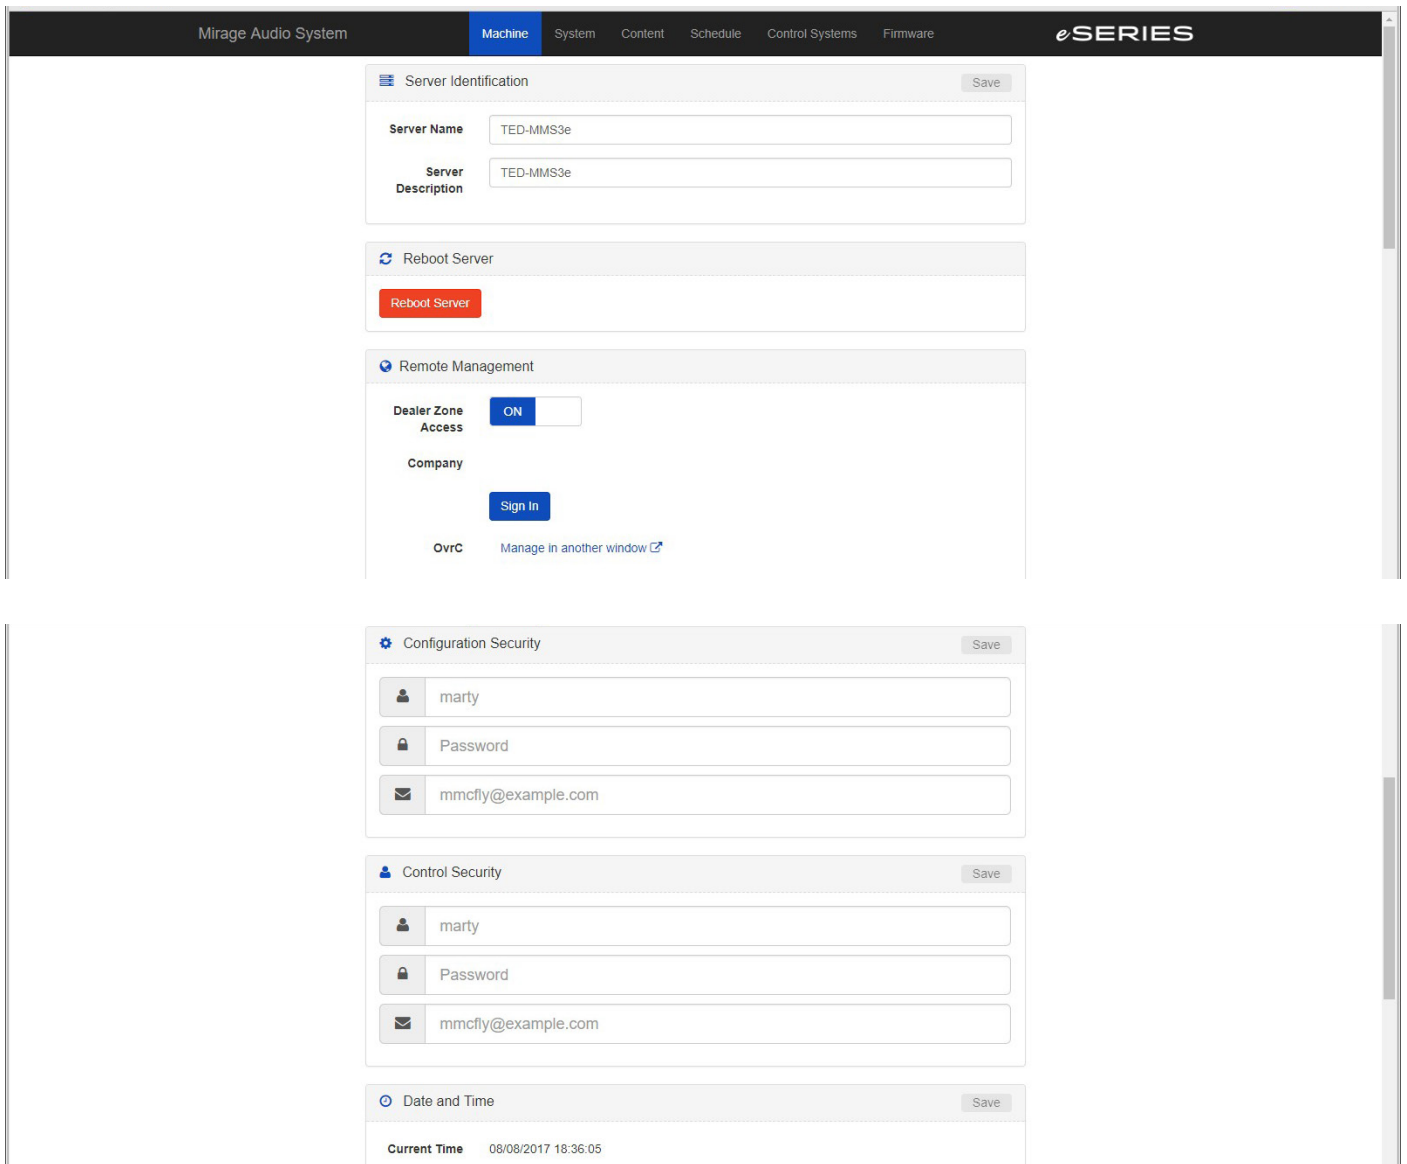 Mirage Audio System Machine System Content Schedule Control Systems Firmware eSERIES
Server Identification Save
Server Name TED-MMS3e
Server Description TED-MMS3e
Reboot Server
Reboot Server
Remote Management
Dealer Zone Access ON
Company
Sign In
OvrC Manage in another window
Configuration Security Save
marty
Password
mmcfly@example.com
Control Security Save
marty
Password
mmcfly@example.com
Date and Time Save
Current Time 08/08/2017 18:36:05